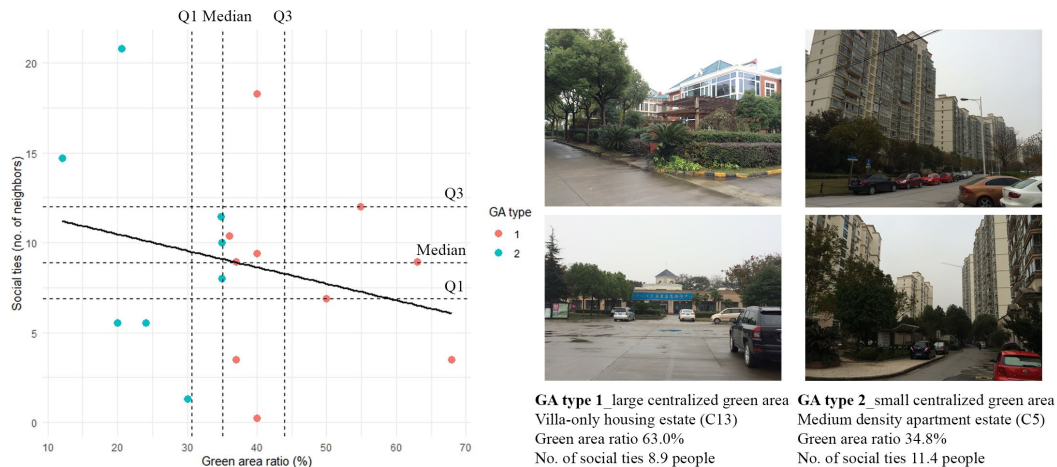 Q1 Median Q3
20
15
10
5
0
Social ties (no. of neighbors)
Q3
Median
Q1
10 20 30 40 50 60 70
Green area ratio (%)
GA type
1
2
GA type 1_large centralized green area
Villa-only housing estate (C13)
Green area ratio 63.0%
No. of social ties 8.9 people
GA type 2_small centralized green area
Medium density apartment estate (C5)
Green area ratio 34.8%
No. of social ties 11.4 people